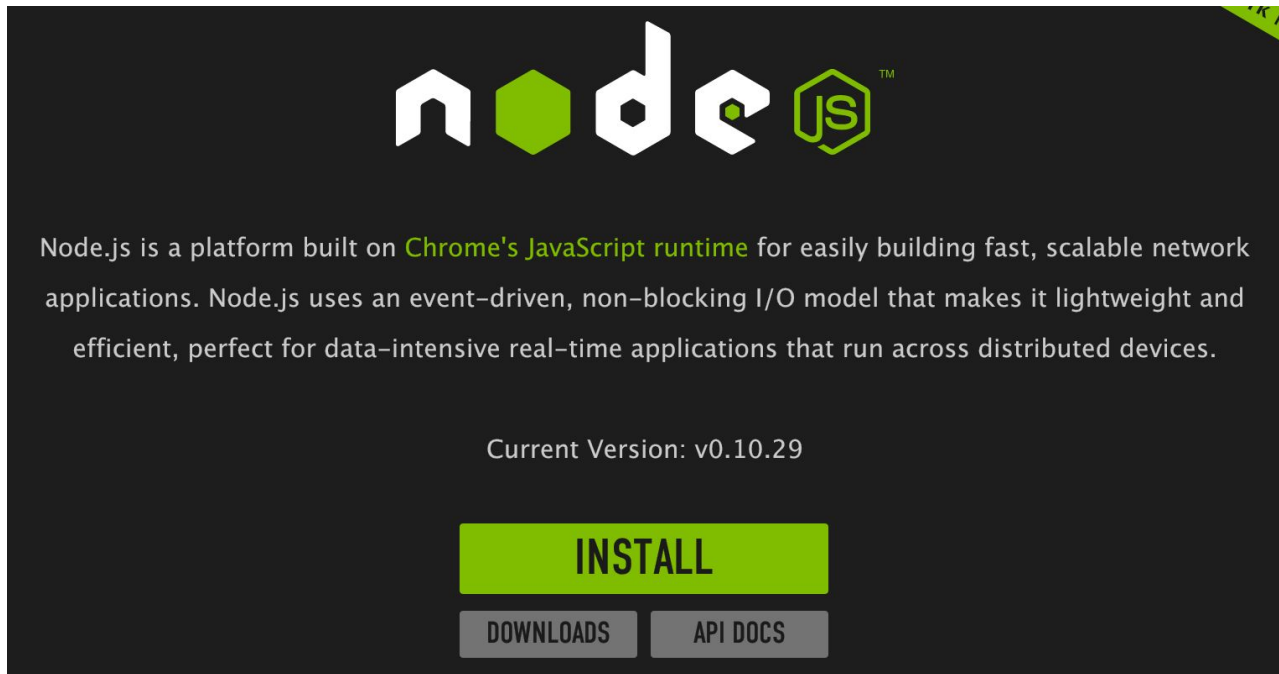 node JS ™
Node.js is a platform built on Chrome's JavaScript runtime for easily building fast, scalable network
applications. Node.js uses an event-driven, non-blocking I/O model that makes it lightweight and
efficient, perfect for data-intensive real-time applications that run across distributed devices.
Current Version: v0.10.29
INSTALL
DOWNLOADS API DOCS